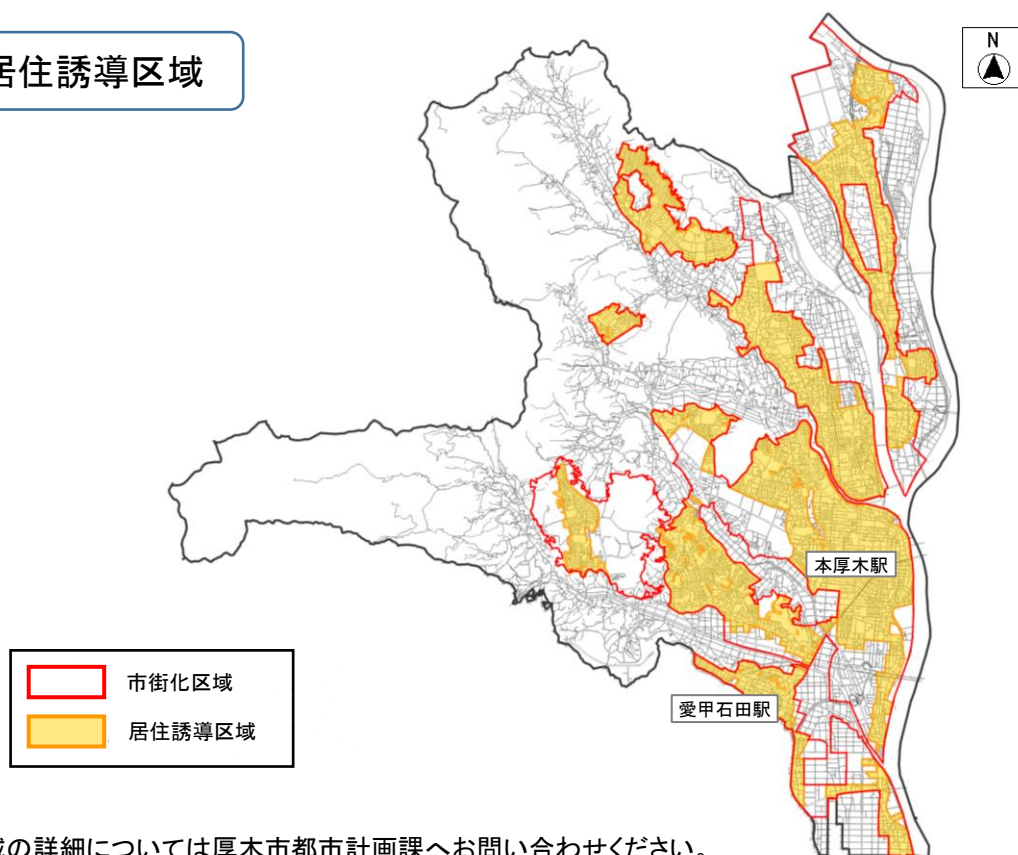 居住誘導区域
N
本厚木駅
愛甲石田駅
市街化区域
居住誘導区域
域の詳細については厚木市都市計画課へお問い合わせください。